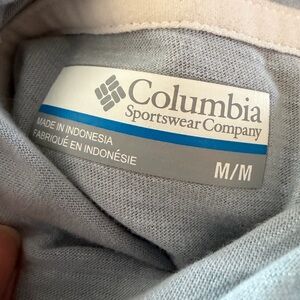 Columbia
Sportswear Company
MADE IN INDONESIA
FABRIQUÉ EN INDONÉSIE
M/M